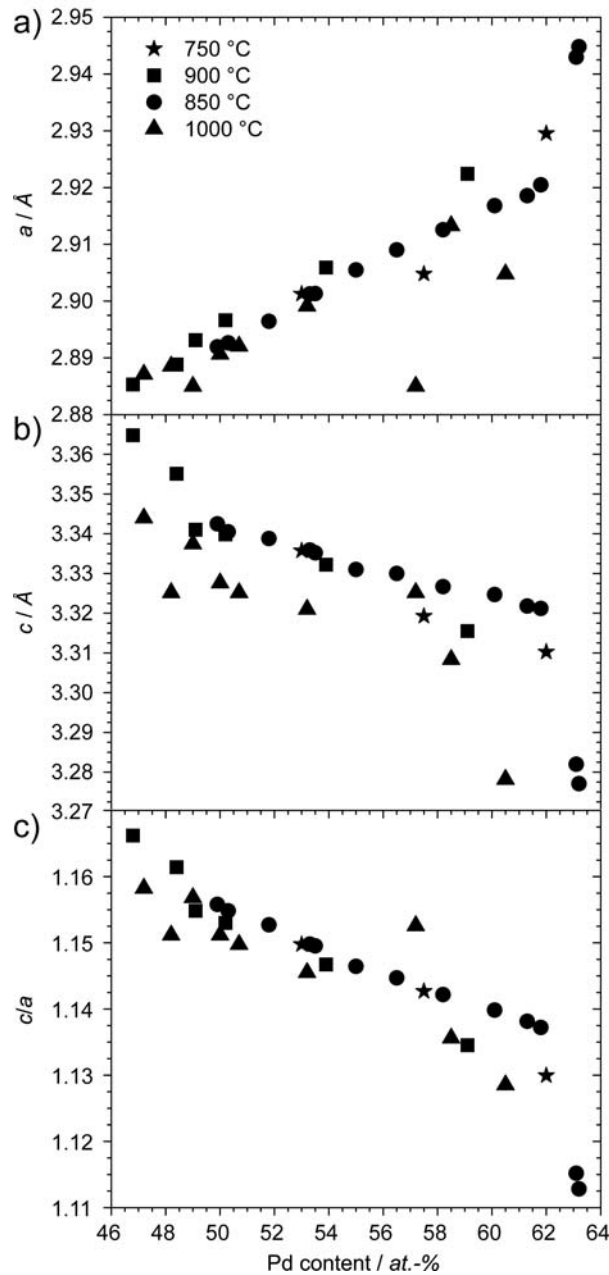 a)
2.95
2.94
2.93
2.92
2.91
2.90
2.89
2.88
a / Å
★ 750 °C
■ 900 °C
● 850 °C
▲ 1000 °C
b)
3.36
3.35
3.34
3.33
3.32
3.31
3.30
3.29
3.28
3.27
c / Å
c)
1.16
1.15
1.14
1.13
1.12
1.11
c/a
46 48 50 52 54 56 58 60 62 64
Pd content / at.-%